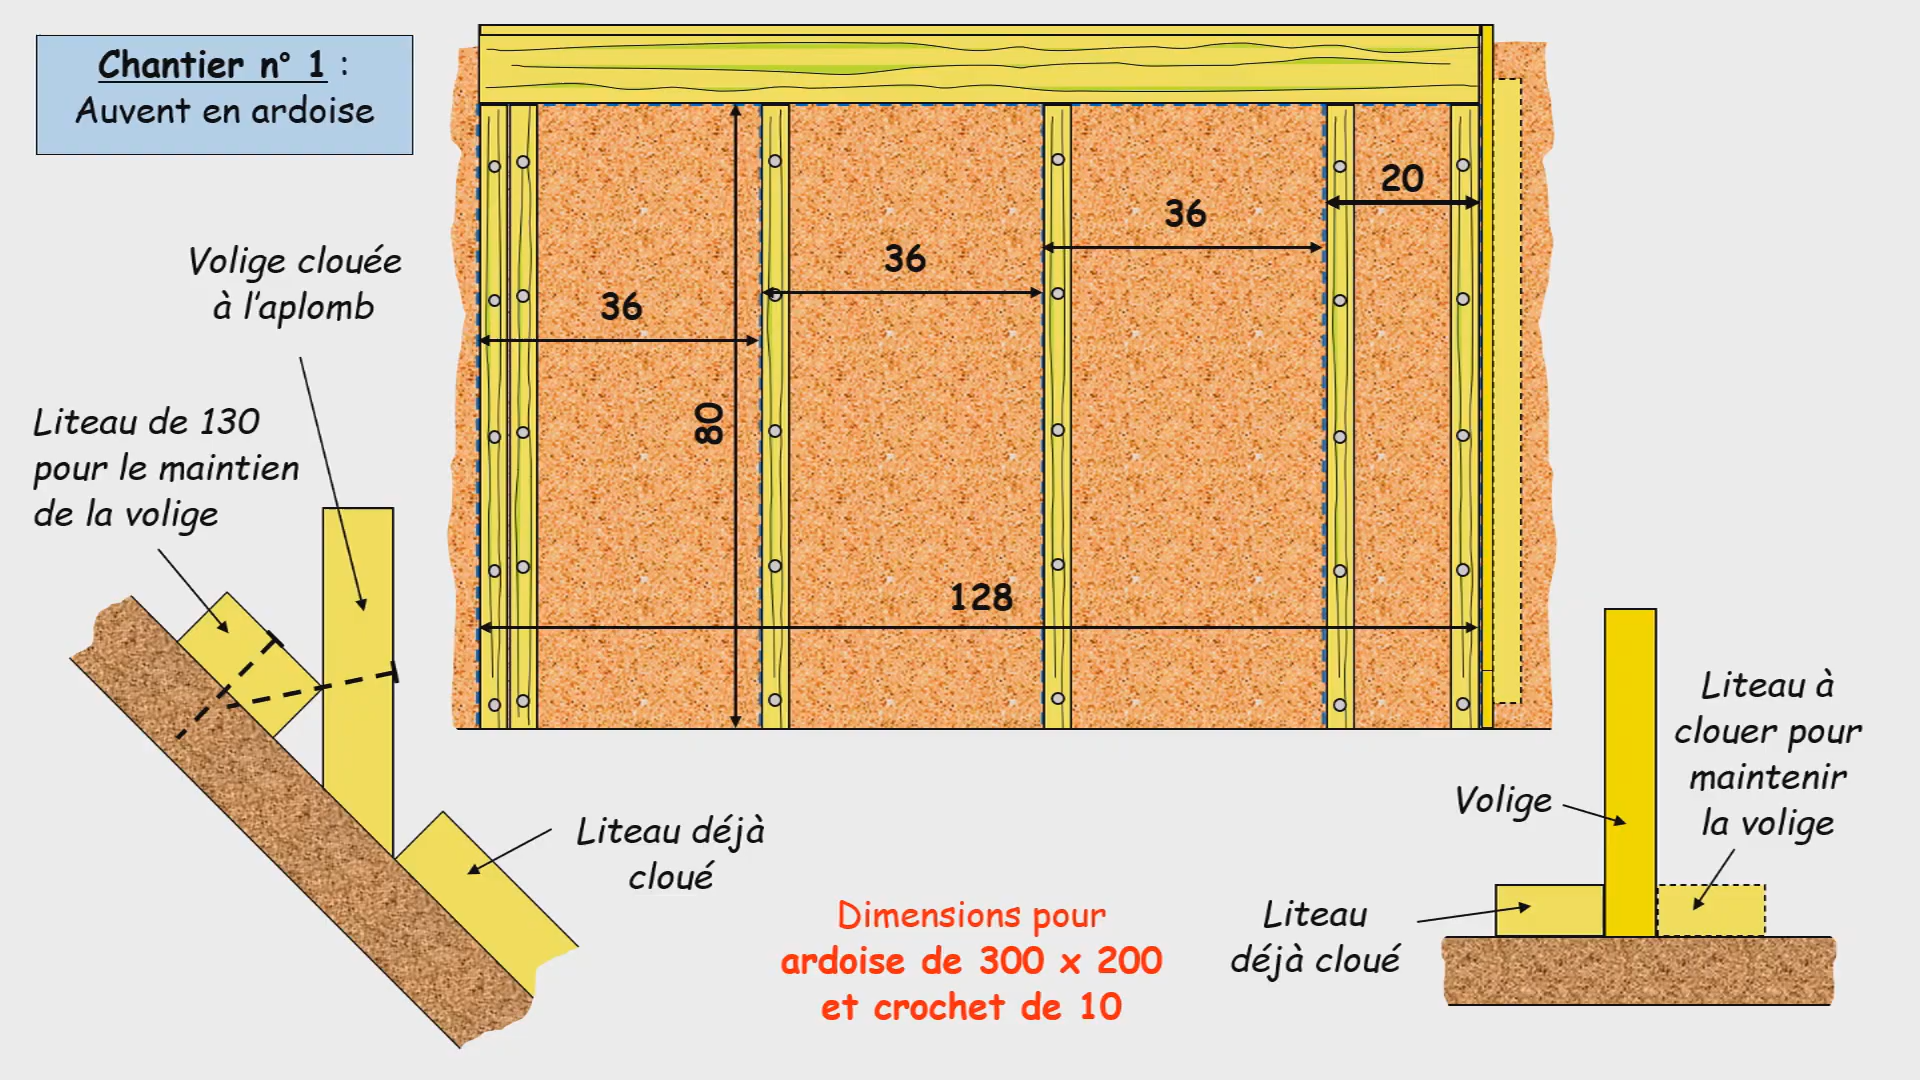 Chantier n° 1 :
Auvent en ardoise
Volige clouée
à l'aplomb
Liteau de 130
pour le maintien
de la volige
Liteau déjà
cloué
36
36
36
20
80
128
Dimensions pour
ardoise de 300 x 200
et crochet de 10
Liteau à
clouer pour
maintenir
la volige
Volige
Liteau
déjà cloué